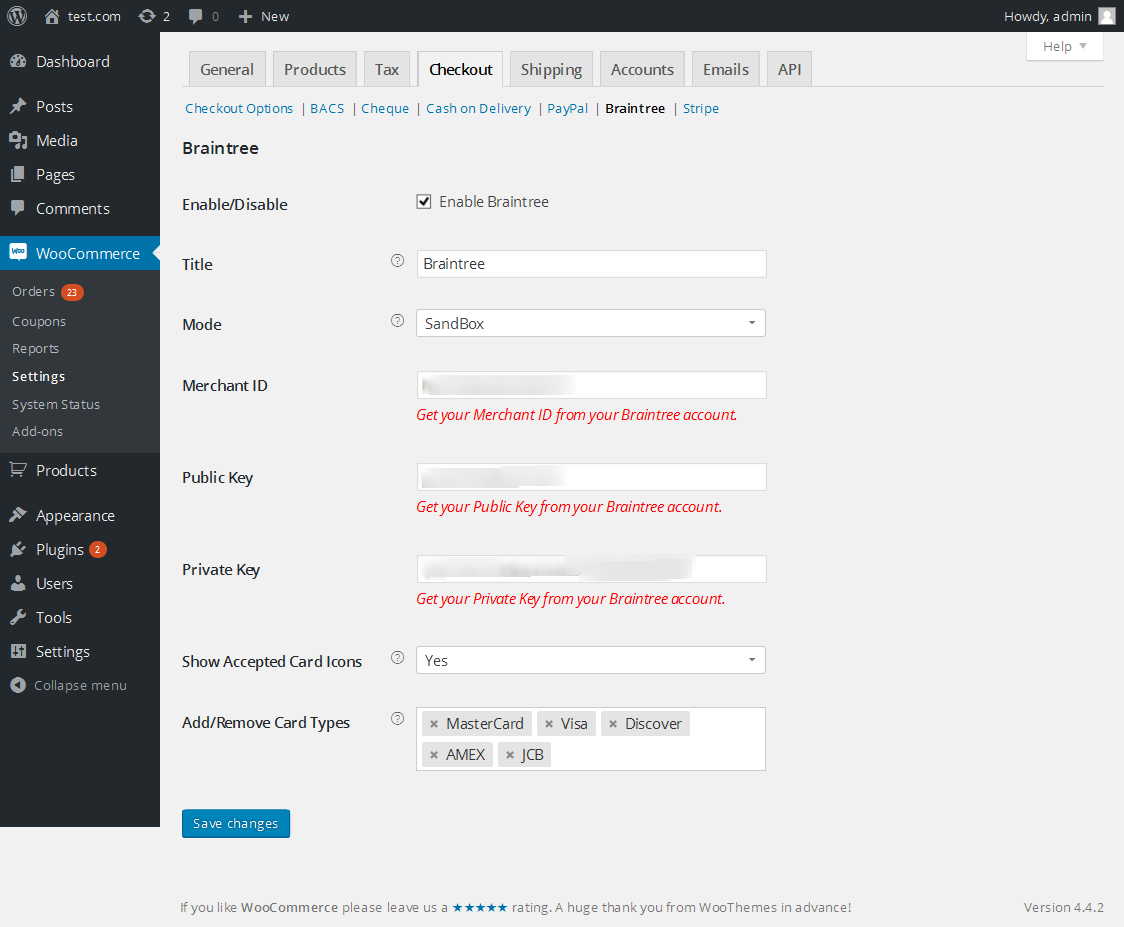 test.com 2 0 New Howdy, admin
Help
Dashboard
Posts
Media
Pages
Comments
WooCommerce
Orders 23
Coupons
Reports
Settings
System Status
Add-ons
Products
Appearance
Plugins 2
Users
Tools
Settings
Collapse menu
General Products Tax Checkout Shipping Accounts Emails API
Checkout Options | BACS | Cheque | Cash on Delivery | PayPal | Braintree | Stripe
Braintree
Enable/Disable Enable Braintree
Title ? Braintree
Mode ? SandBox
Merchant ID
Get your Merchant ID from your Braintree account.
Public Key
Get your Public Key from your Braintree account.
Private Key
Get your Private Key from your Braintree account.
Show Accepted Card Icons ? Yes
Add/Remove Card Types ? × MasterCard × Visa × Discover
× AMEX × JCB
Save changes
If you like WooCommerce please leave us a ★★★★★ rating. A huge thank you from WooThemes in advance! Version 4.4.2